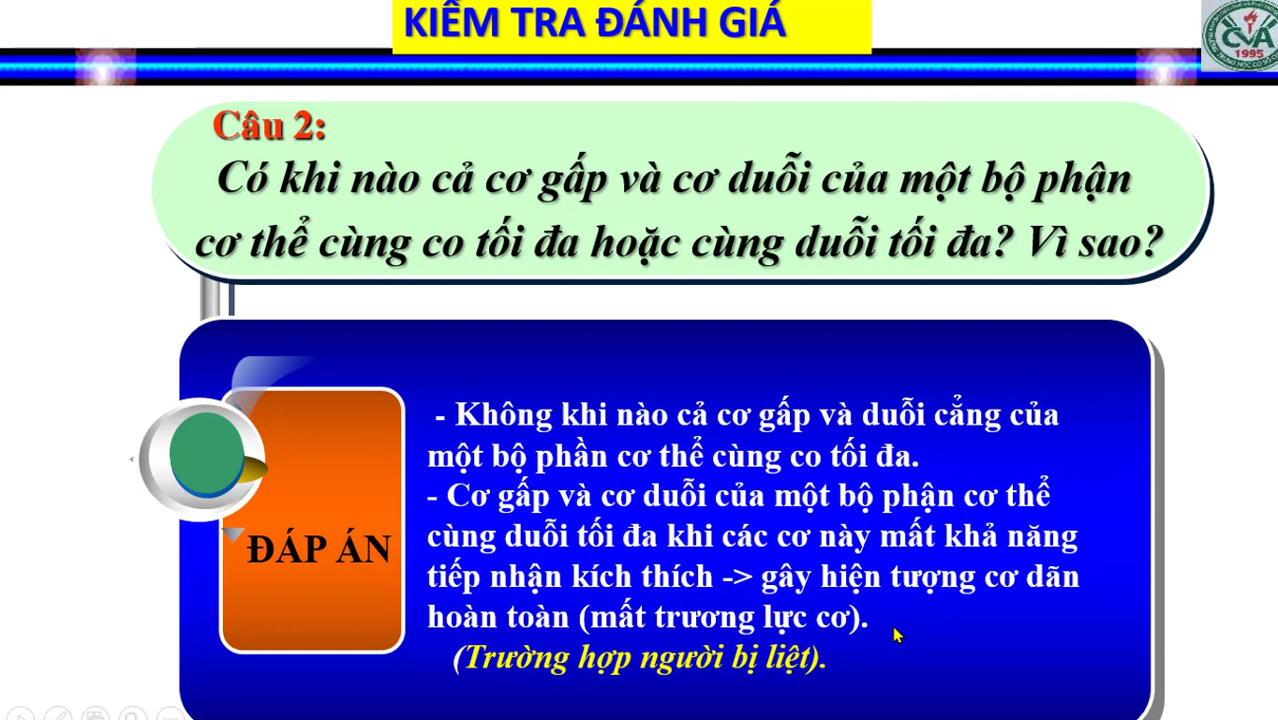 KIỂM TRA ĐÁNH GIÁ
CVA
1995
Câu 2:
Có khi nào cả cơ gấp và cơ duỗi của một bộ phận
cơ thể cùng co tối đa hoặc cùng duỗi tối đa? Vì sao?
- Không khi nào cả cơ gấp và duỗi cẳng của
một bộ phần cơ thể cùng co tối đa.
- Cơ gấp và cơ duỗi của một bộ phận cơ thể
cùng duỗi tối đa khi các cơ này mất khả năng
tiếp nhận kích thích -> gây hiện tượng cơ dãn
hoàn toàn (mất trương lực cơ).
(Trường hợp người bị liệt).
ĐÁP ÁN